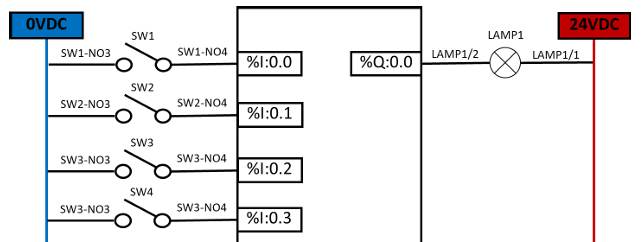 0VDC
24VDC
SW1
LAMP1
SW1-NO3
SW1-NO4
LAMP1/2
LAMP1/1
%I:0.0
%Q:0.0
SW2
SW2-NO3
SW2-NO4
%I:0.1
SW3
SW3-NO3
SW3-NO4
%I:0.2
SW4
SW3-NO3
SW3-NO4
%I:0.3